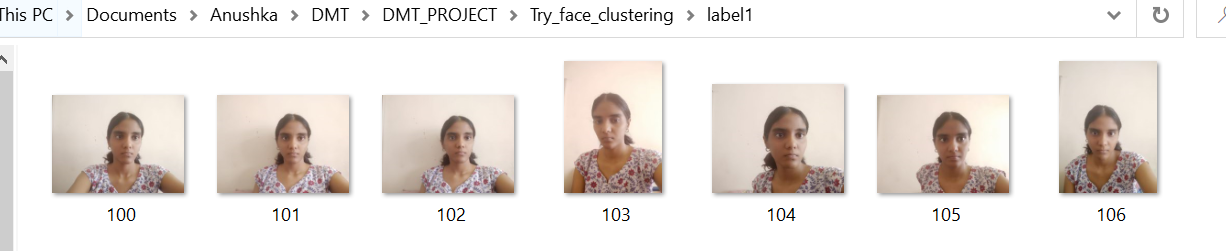 This PC > Documents > Anushka > DMT > DMT_PROJECT > Try_face_clustering > label1
100 101 102 103 104 105 106